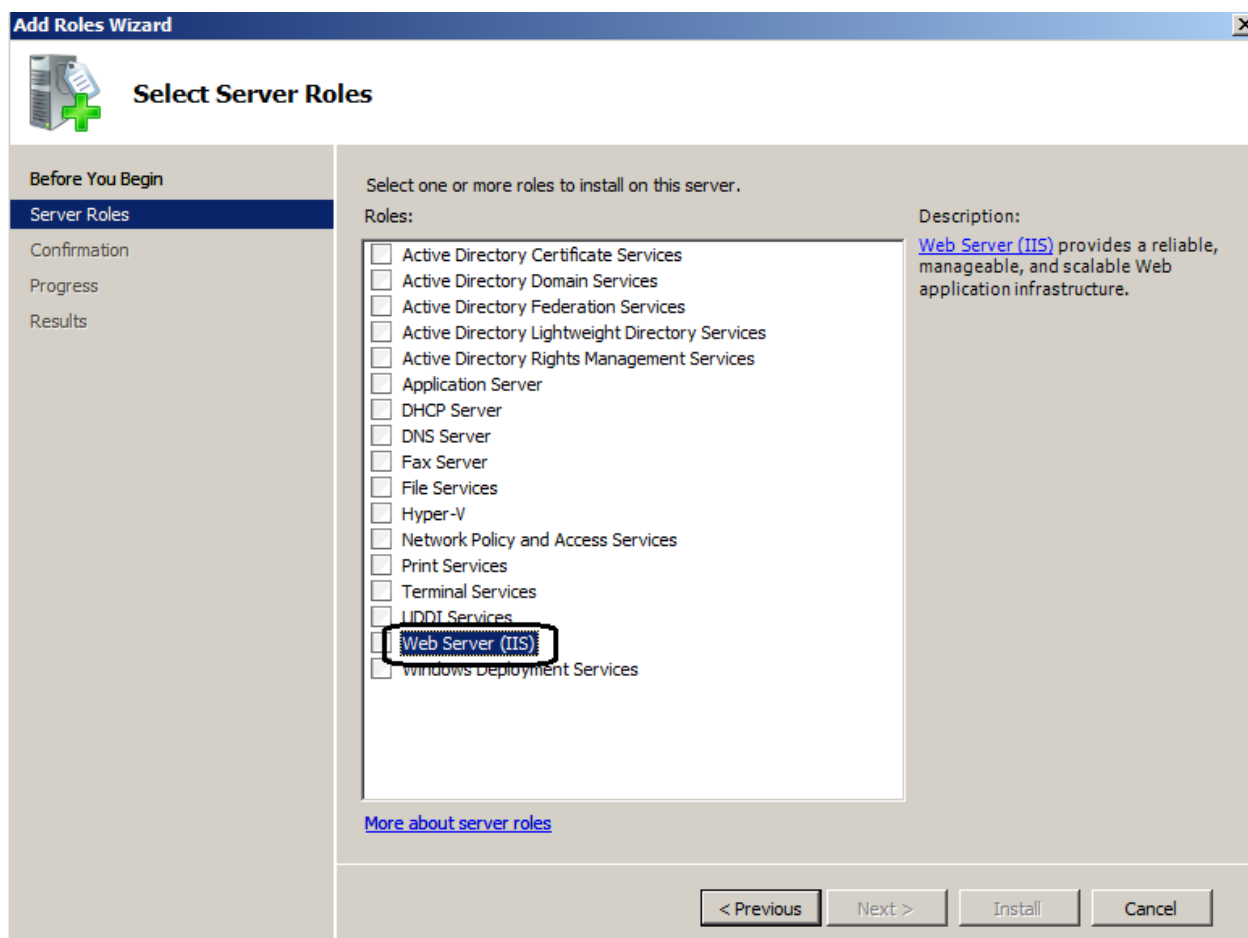 Add Roles Wizard
Select Server Roles
Before You Begin
Server Roles
Confirmation
Progress
Results
Select one or more roles to install on this server.
Roles:
Active Directory Certificate Services
Active Directory Domain Services
Active Directory Federation Services
Active Directory Lightweight Directory Services
Active Directory Rights Management Services
Application Server
DHCP Server
DNS Server
Fax Server
File Services
Hyper-V
Network Policy and Access Services
Print Services
Terminal Services
UDDI Services
Web Server (IIS)
Windows Deployment Services
More about server roles
Description:
Web Server (IIS) provides a reliable,
manageable, and scalable Web
application infrastructure.
< Previous
Next >
Install
Cancel